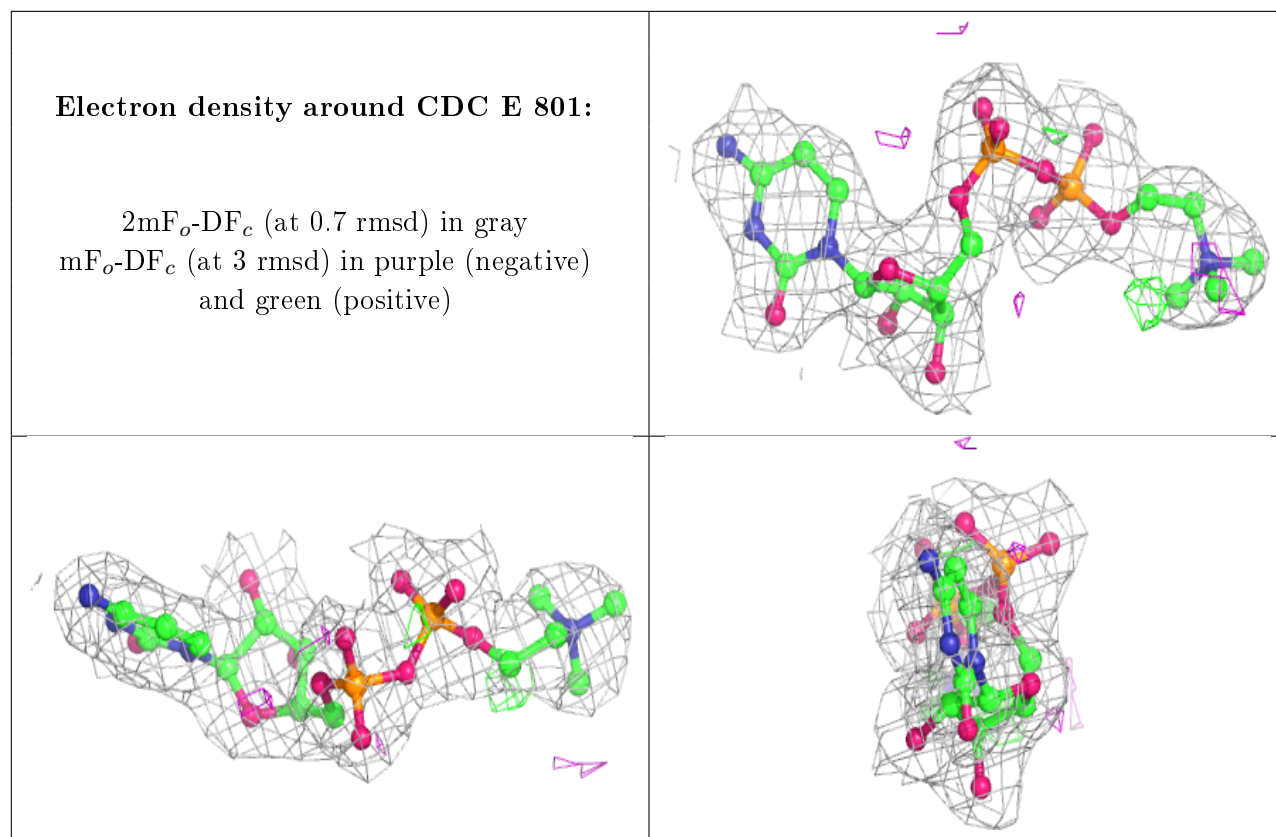 Electron density around CDC E 801:
2mFₒ-DF𝒸 (at 0.7 rmsd) in gray
mFₒ-DF𝒸 (at 3 rmsd) in purple (negative)
and green (positive)